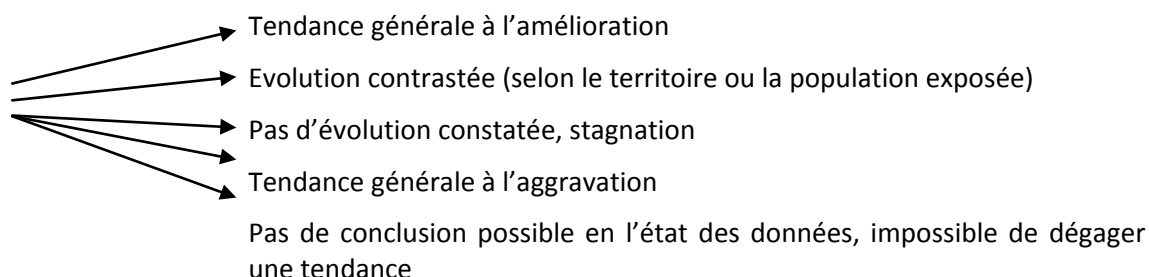 Tendance générale à l’amélioration
Evolution contrastée (selon le territoire ou la population exposée)
Pas d’évolution constatée, stagnation
Tendance générale à l’aggravation
Pas de conclusion possible en l’état des données, impossible de dégager
une tendance